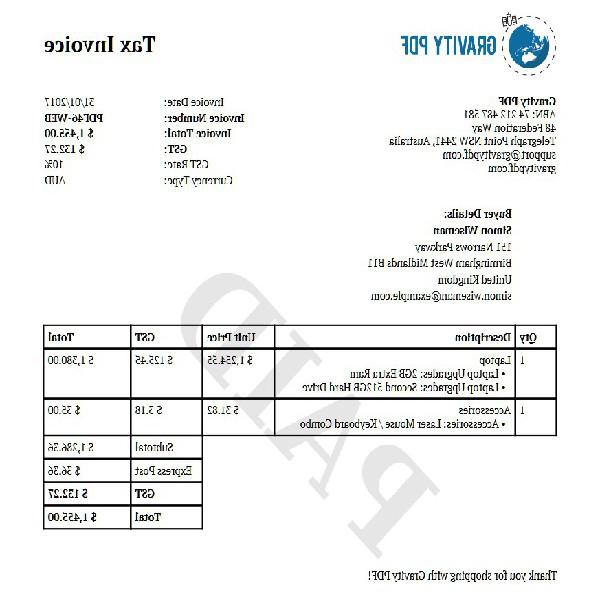 GRAVITY PDF
Tax Invoice
Gravity PDF
ABN: 74 212 487 581
48 Federation Way
Telegraph Point NSW, 2441, Australia
support@gravitypdf.com
gravitypdf.com
Invoice Date: 31/01/2017
Invoice Number: PDF46-WEB
Invoice Total: $ 1,455.00
GST: $ 132.27
GST Rate: 10%
Currency Type: AUD
Buyer Details:
Simon Wiseman
151 Narrows Parkway
Birmingham West Midlands B11
United Kingdom
simon.wiseman@example.com
Qty Description Unit Price GST Total
1 Laptop $ 1,254.55 $ 125.45 $ 1,380.00
• Laptop Upgrades: 2GB Extra Ram
• Laptop Upgrades: Second 512GB Hard Drive
1 Accessories $ 31.82 $ 3.18 $ 35.00
• Accessories: Laser Mouse / Keyboard Combo
Subtotal $ 1,286.36
Express Post $ 36.36
GST $ 132.27
Total $ 1,455.00
PAID
Thank you for shopping with Gravity PDF!